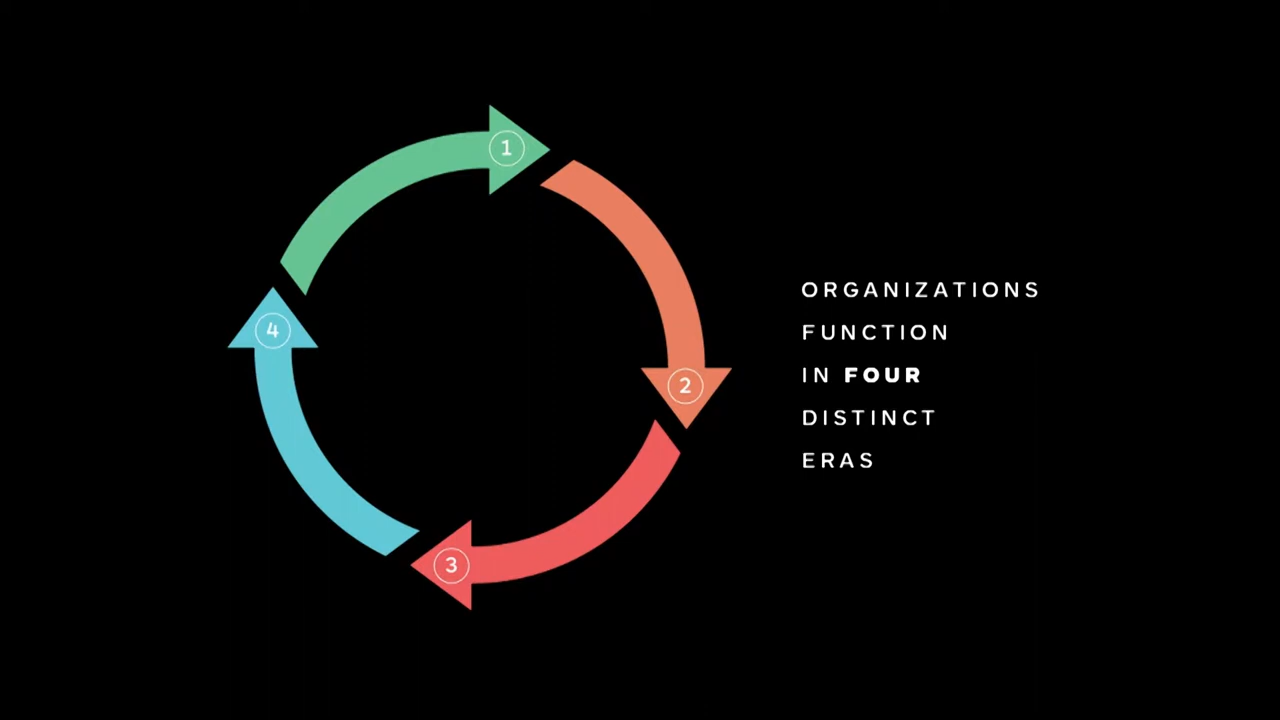 1
2
3
4
ORGANIZATIONS
FUNCTION
IN FOUR
DISTINCT
ERAS